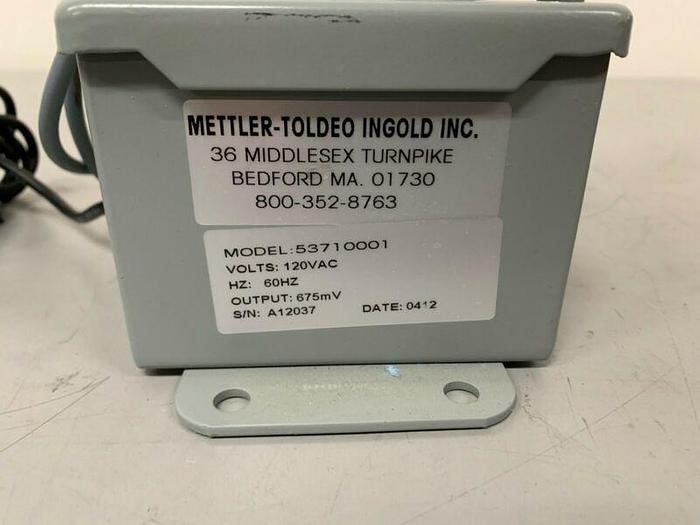 METTLER-TOLDEO INGOLD INC.
36 MIDDLESEX TURNPIKE
BEDFORD MA. 01730
800-352-8763
MODEL:53710001
VOLTS: 120VAC
HZ: 60HZ
OUTPUT: 675mV
S/N: A12037 DATE: 0412